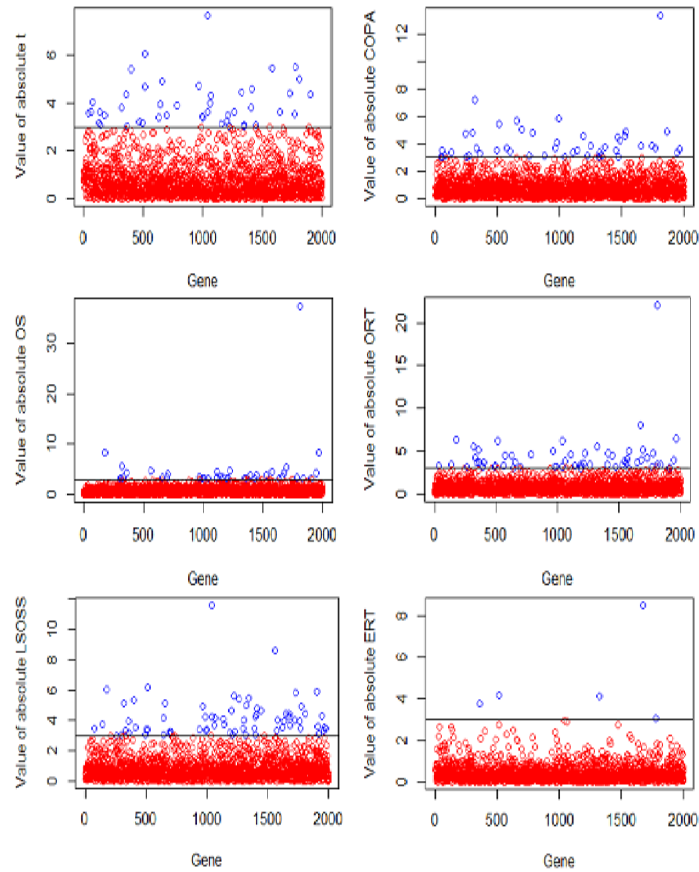 Value of absolute t
6
4
2
0
0 500 1000 1500 2000
Gene
Value of absolute COPA
12
8
6
4
2
0
0 500 1000 1500 2000
Gene
Value of absolute OS
30
20
10
0
0 500 1000 1500 2000
Gene
Value of absolute ORT
20
15
10
5
0
0 500 1000 1500 2000
Gene
Value of absolute LSOSS
10
8
6
4
2
0
0 500 1000 1500 2000
Gene
Value of absolute ERT
8
6
4
2
0
0 500 1000 1500 2000
Gene